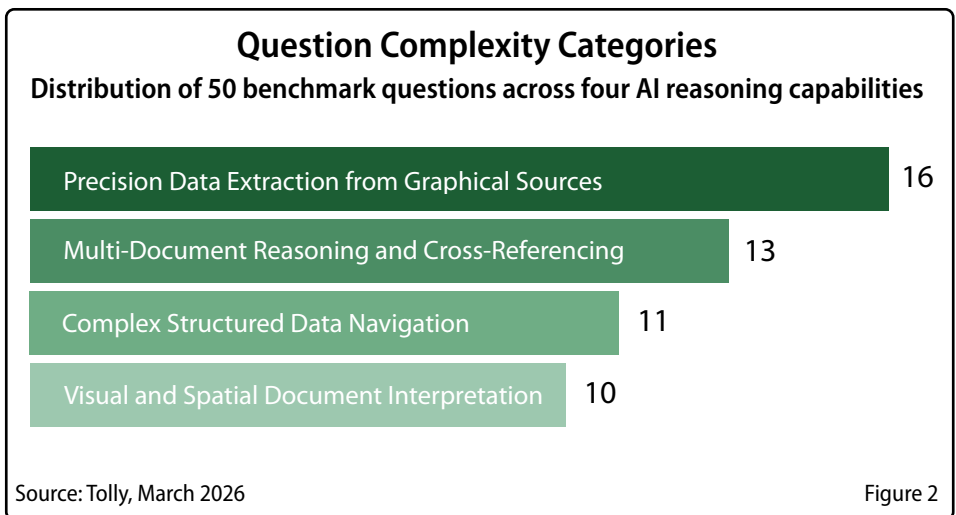 Question Complexity Categories
Distribution of 50 benchmark questions across four AI reasoning capabilities
Precision Data Extraction from Graphical Sources 16
Multi-Document Reasoning and Cross-Referencing 13
Complex Structured Data Navigation 11
Visual and Spatial Document Interpretation 10
Source: Tolly, March 2026 Figure 2